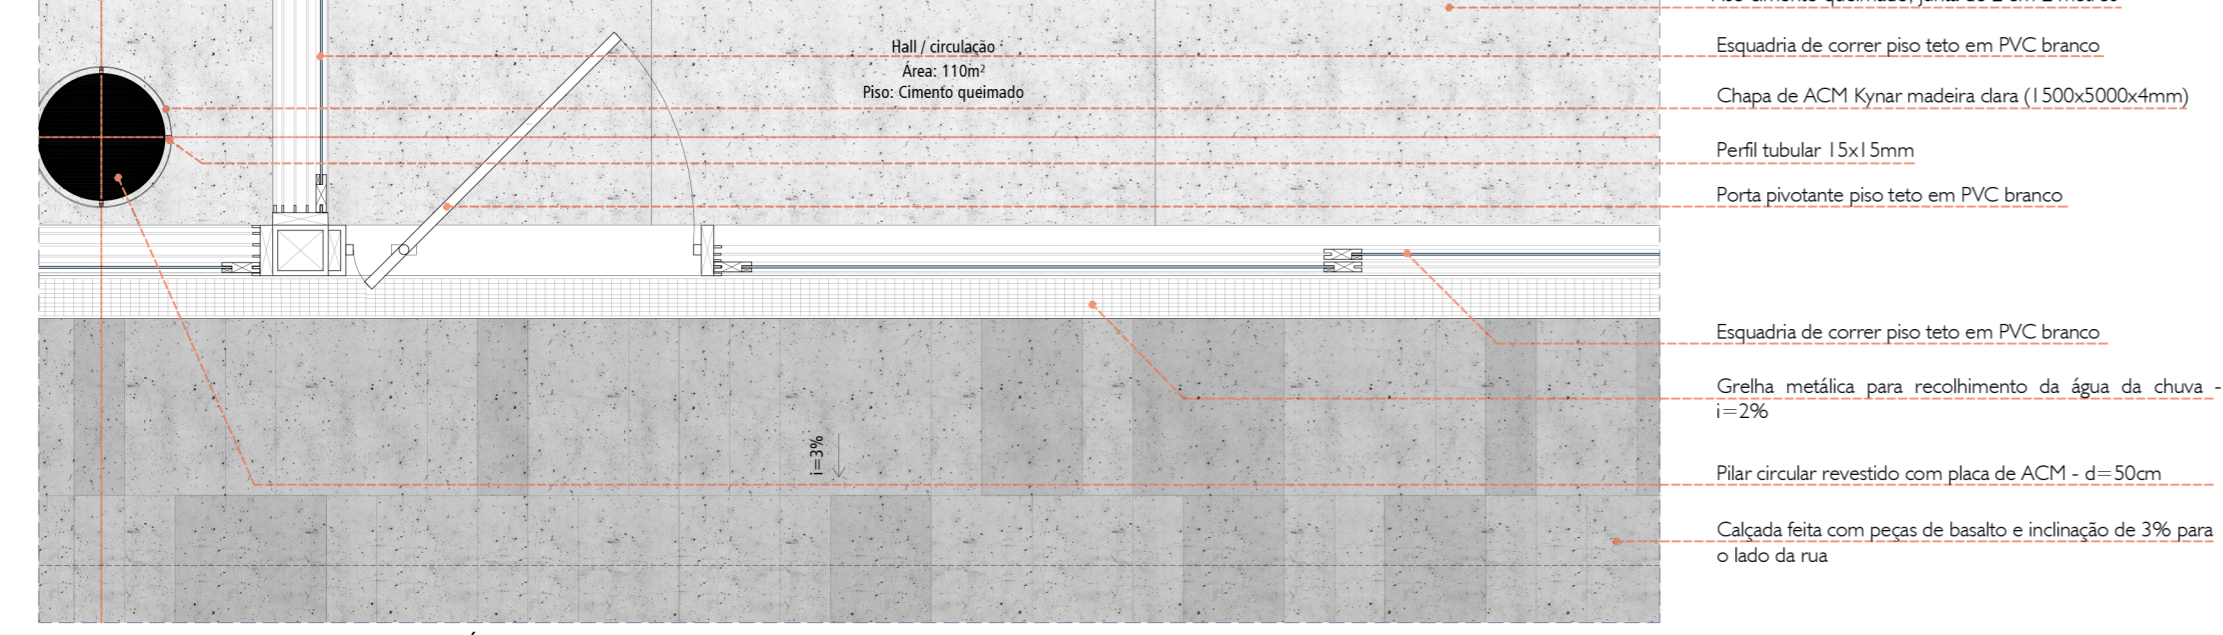 Hall / circulação
Área: 110m²
Piso: Cimento queimado
i=3%
Esquadria de correr piso teto em PVC branco
Chapa de ACM Kynar madeira clara (1500x5000x4mm)
Perfil tubular 15x15mm
Porta pivotante piso teto em PVC branco
Esquadria de correr piso teto em PVC branco
Grelha metálica para recolhimento da água da chuva -
i=2%
Pilar circular revestido com placa de ACM - d=50cm
Calçada feita com peças de basalto e inclinação de 3% para
o lado da rua